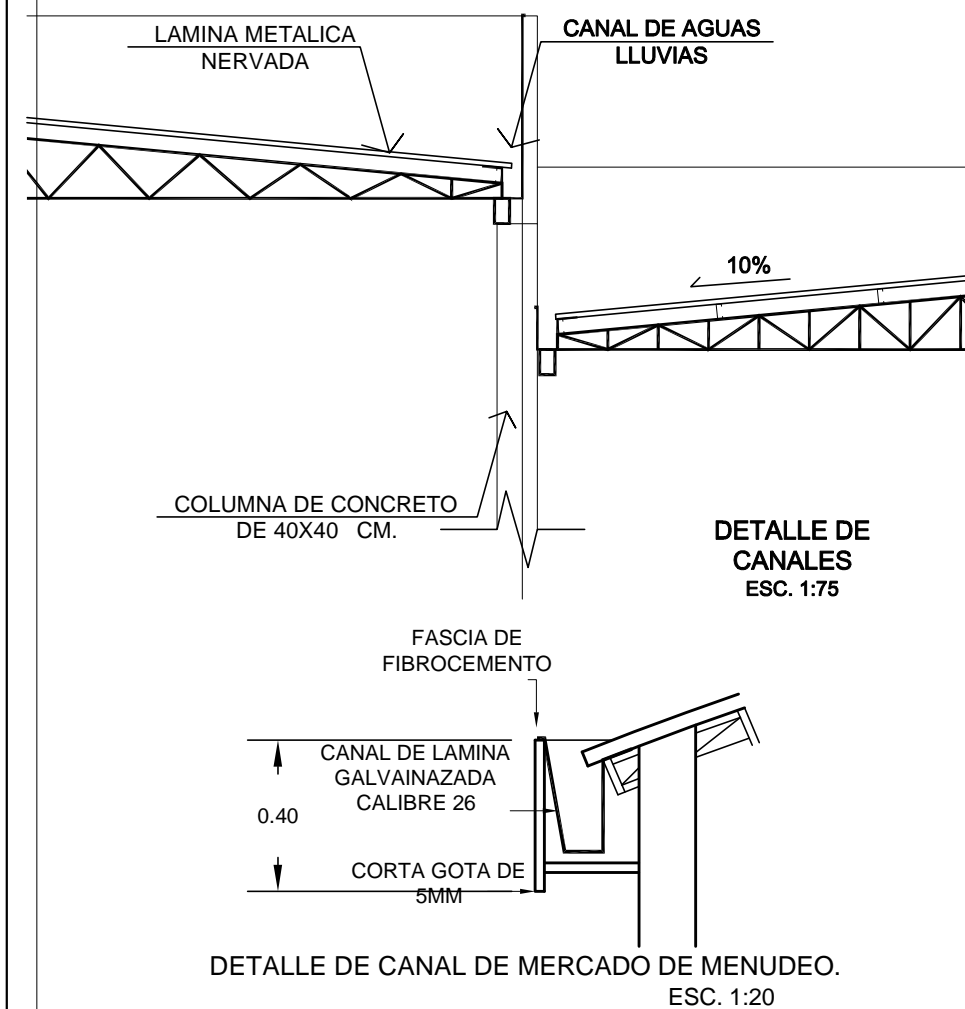 LAMINA METALICA
NERVADA
CANAL DE AGUAS
LLUVIAS
10%
COLUMNA DE CONCRETO
DE 40X40 CM.
DETALLE DE
CANALES
ESC. 1:75
FASCIA DE
FIBROCEMENTO
CANAL DE LAMINA
GALVAINAZADA
CALIBRE 26
0.40
CORTA GOTA DE
5MM
DETALLE DE CANAL DE MERCADO DE MENUDEO.
ESC. 1:20